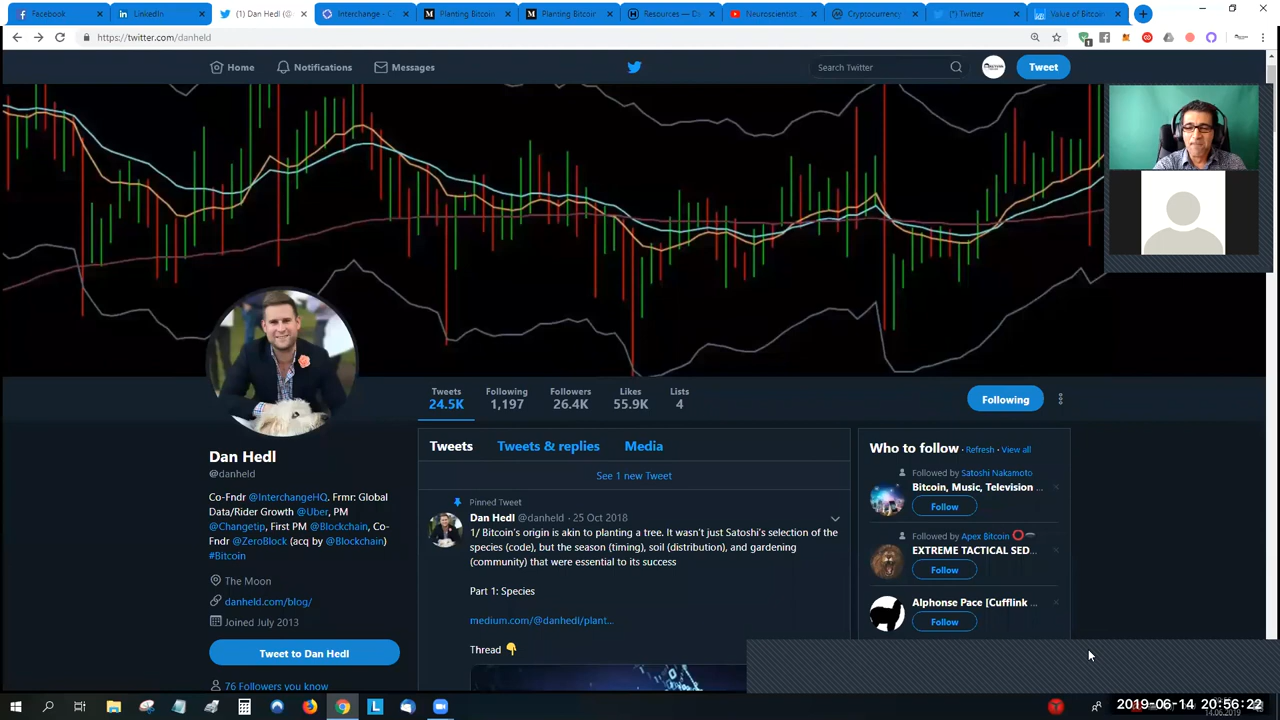 Facebook
LinkedIn
(1) Dan Hedl (@
Interchange - C
Planting Bitcoin
Planting Bitcoin
Resources — Da
Neuroscientist
Cryptocurrency
(*) Twitter
Value of Bitcoin
https://twitter.com/danheld
Home
Notifications
Messages
Search Twitter
Tweet
Tweets
Following
Followers
Likes
Lists
24.5K
1,197
26.4K
55.9K
4
Following
Dan Hedl
@danheld
Co-Fndr @InterchangeHQ. Frmr: Global
Data/Rider Growth @Uber, PM
@Changetip, First PM @Blockchain, Co-
Fndr @ZeroBlock (acq by @Blockchain)
#Bitcoin
The Moon
danheld.com/blog/
Joined July 2013
Tweet to Dan Hedl
76 Followers you know
Tweets
Tweets & replies
Media
See 1 new Tweet
Pinned Tweet
Dan Hedl @danheld · 25 Oct 2018
1/ Bitcoin's origin is akin to planting a tree. It wasn't just Satoshi's selection of the
species (code), but the season (timing), soil (distribution), and gardening
(community) that were essential to its success
Part 1: Species
medium.com/@danhedl/plant...
Thread 👇
Who to follow · Refresh · View all
Followed by Satoshi Nakamoto
Bitcoin, Music, Television ...
Follow
Followed by Apex Bitcoin
EXTREME TACTICAL SED...
Follow
Alphonse Pace [Cufflink ...
Follow
2019-06-14 20:56:22
14.06.2019